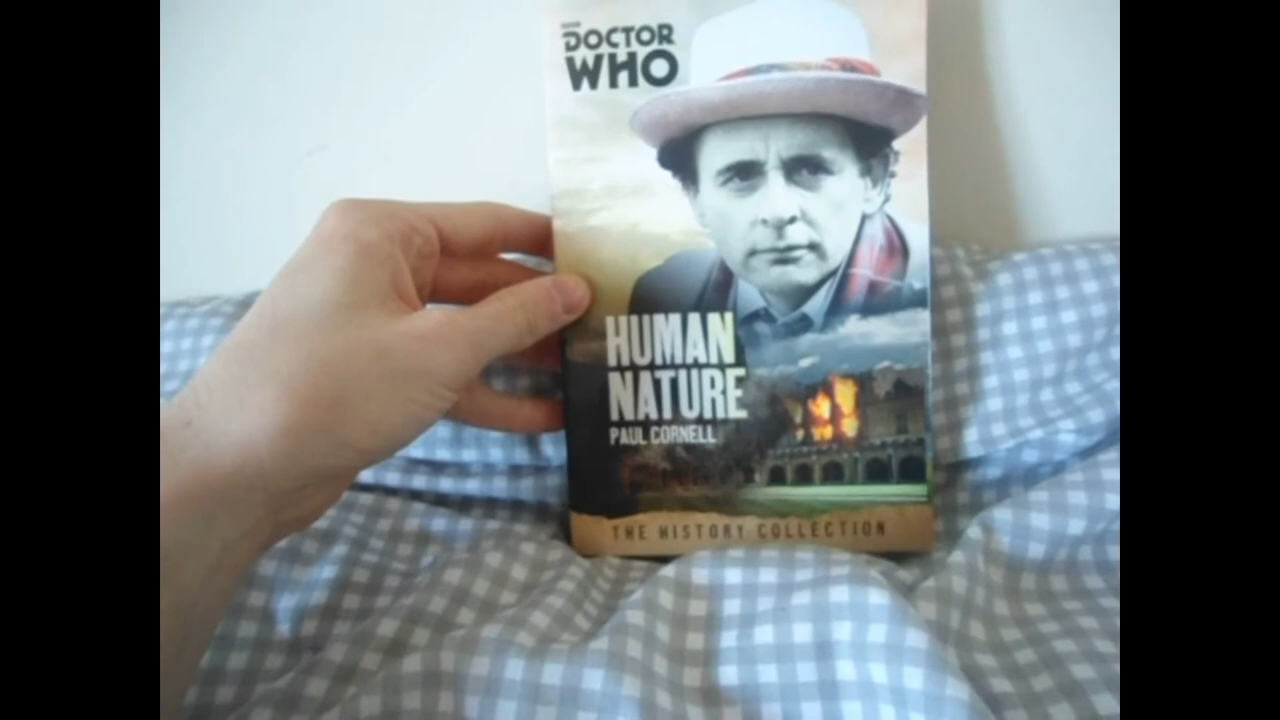 DOCTOR
WHO
HUMAN
NATURE
PAUL CORNELL
THE HISTORY COLLECTION